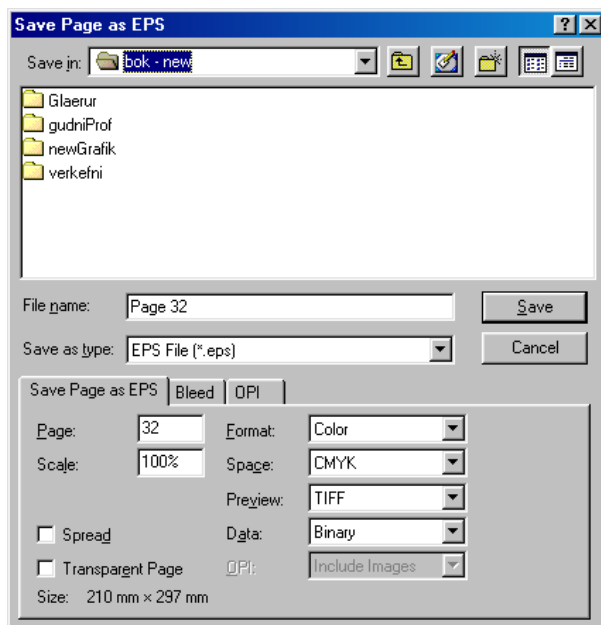 Save Page as EPS
Save in: bok - new
Glaerur
gudniProf
newGrafik
verkefni
File name: Page 32 Save
Save as type: EPS File (*.eps) Cancel
Save Page as EPS Bleed OPI
Page: 32 Format: Color
Scale: 100% Space: CMYK
Preview: TIFF
Spread Data: Binary
Transparent Page OPI: Include Images
Size: 210 mm × 297 mm